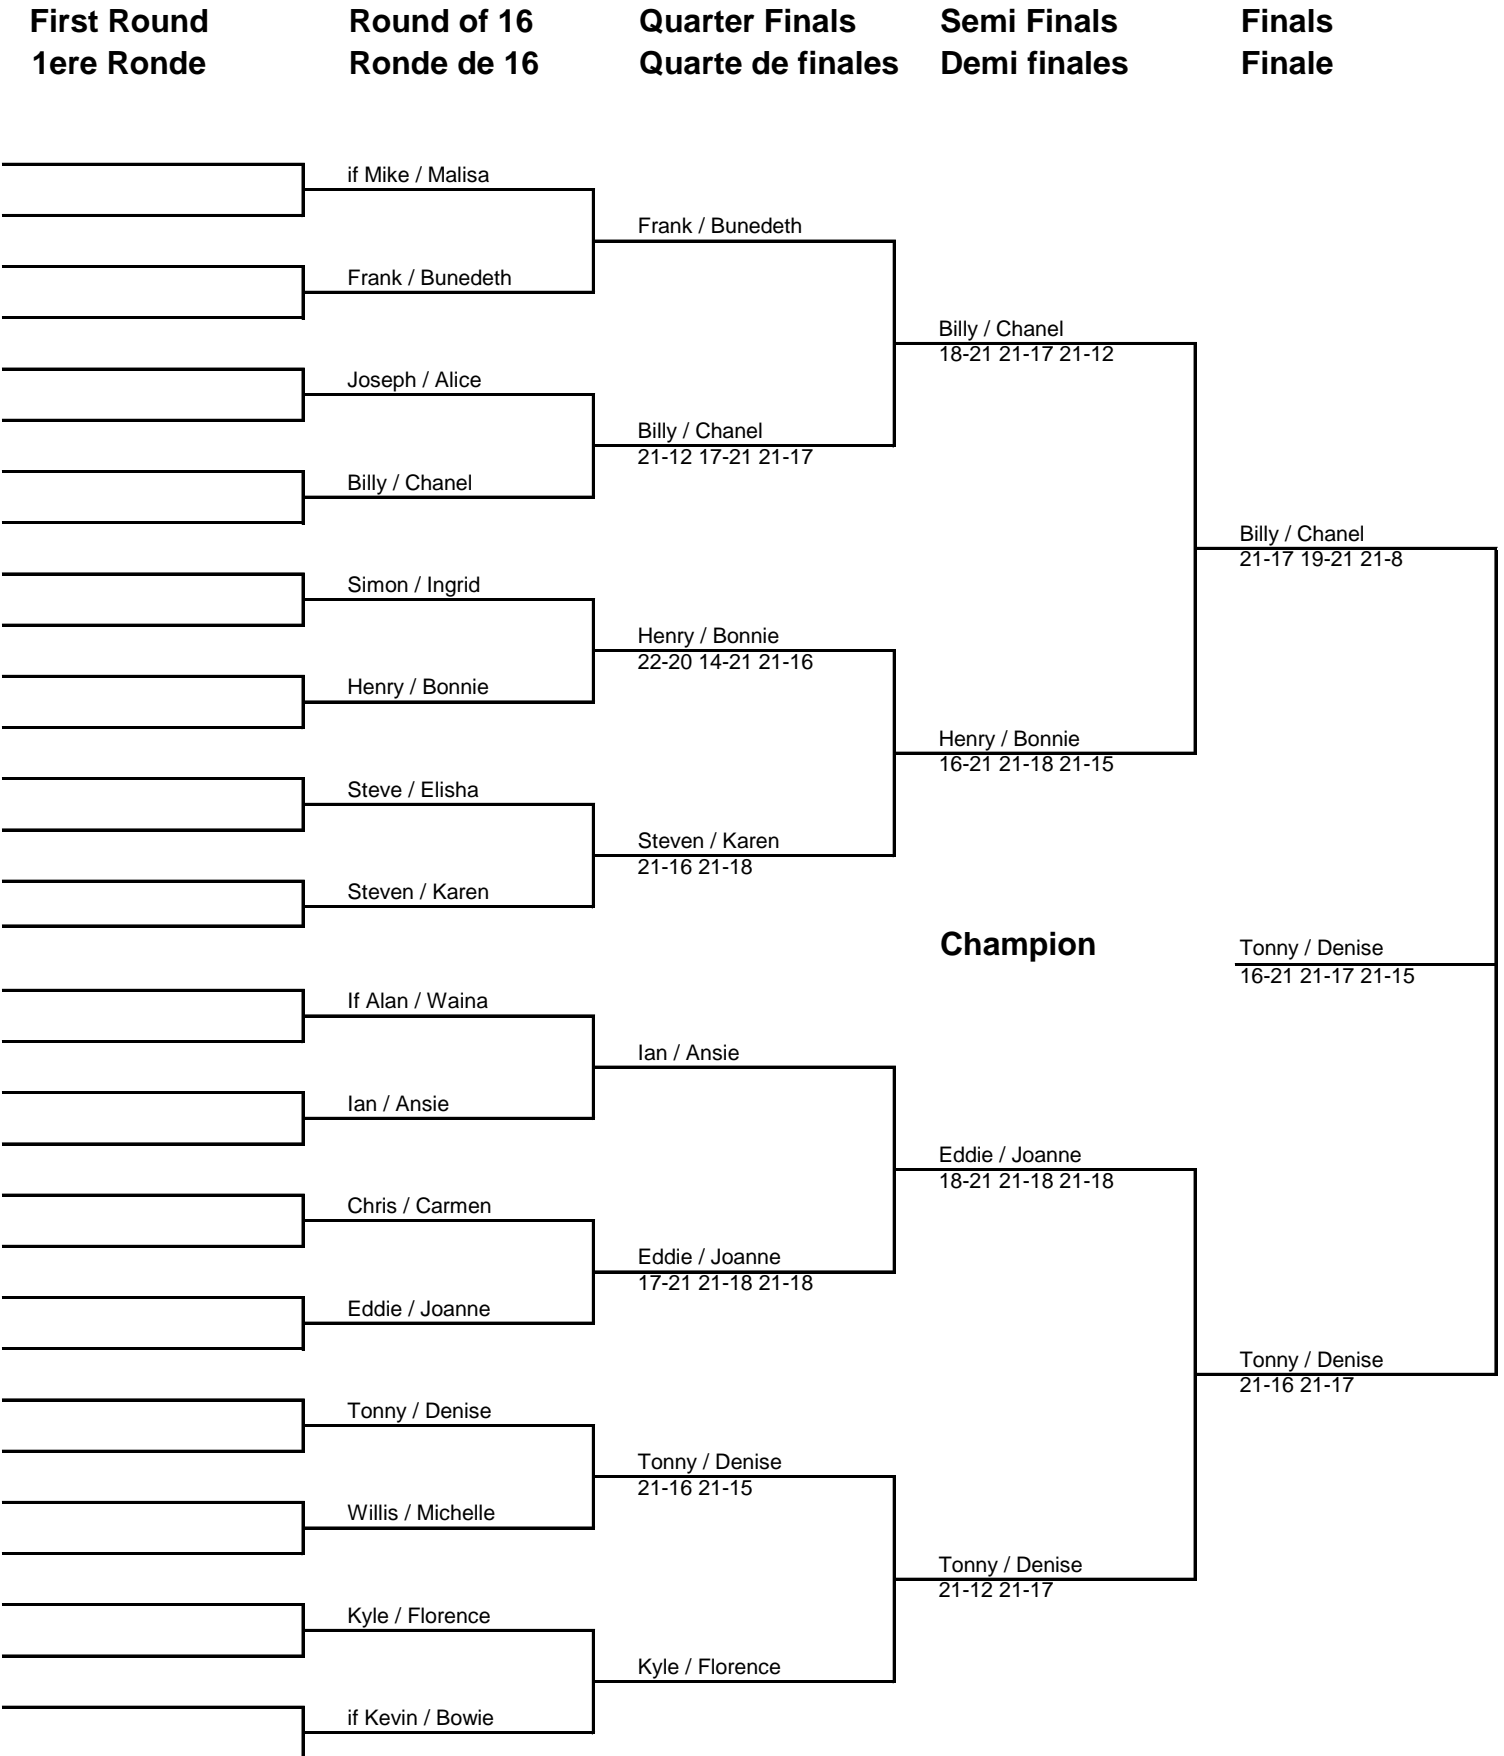 First Round
1ere Ronde
Round of 16
Ronde de 16
Quarter Finals
Quarte de finales
Semi Finals
Demi finales
Finals
Finale
if Mike / Malisa
Frank / Bunedeth
Frank / Bunedeth
Billy / Chanel
18-21 21-17 21-12
Joseph / Alice
Billy / Chanel
21-12 17-21 21-17
Billy / Chanel
Billy / Chanel
21-17 19-21 21-8
Simon / Ingrid
Henry / Bonnie
22-20 14-21 21-16
Henry / Bonnie
Henry / Bonnie
16-21 21-18 21-15
Steve / Elisha
Steven / Karen
21-16 21-18
Steven / Karen
Champion
Tonny / Denise
16-21 21-17 21-15
If Alan / Waina
Ian / Ansie
Ian / Ansie
Eddie / Joanne
18-21 21-18 21-18
Chris / Carmen
Eddie / Joanne
17-21 21-18 21-18
Eddie / Joanne
Tonny / Denise
21-16 21-17
Tonny / Denise
Tonny / Denise
21-16 21-15
Willis / Michelle
Tonny / Denise
21-12 21-17
Kyle / Florence
Kyle / Florence
if Kevin / Bowie